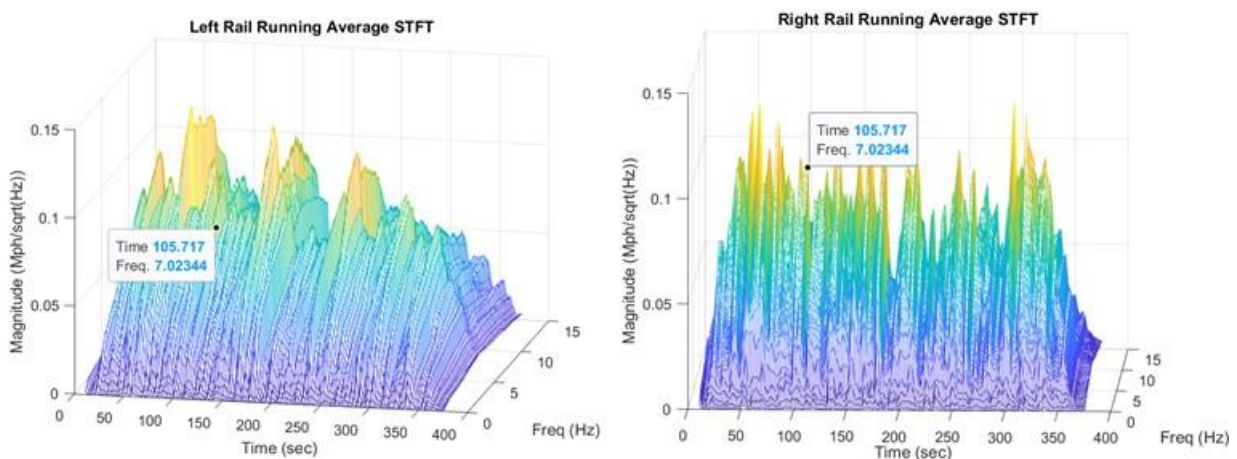 Left Rail Running Average STFT
0.15
0.1
0.05
0
Magnitude (Mph/sqrt(Hz))
Time 105.717
Freq. 7.02344
0
50
100
150
200
250
300
350
400
Time (sec)
0
5
10
15
Freq (Hz)
Right Rail Running Average STFT
0.15
0.1
0.05
0
Magnitude (Mph/sqrt(Hz))
Time 105.717
Freq. 7.02344
0
50
100
150
200
250
300
350
400
Time (sec)
15
10
5
0
Freq (Hz)